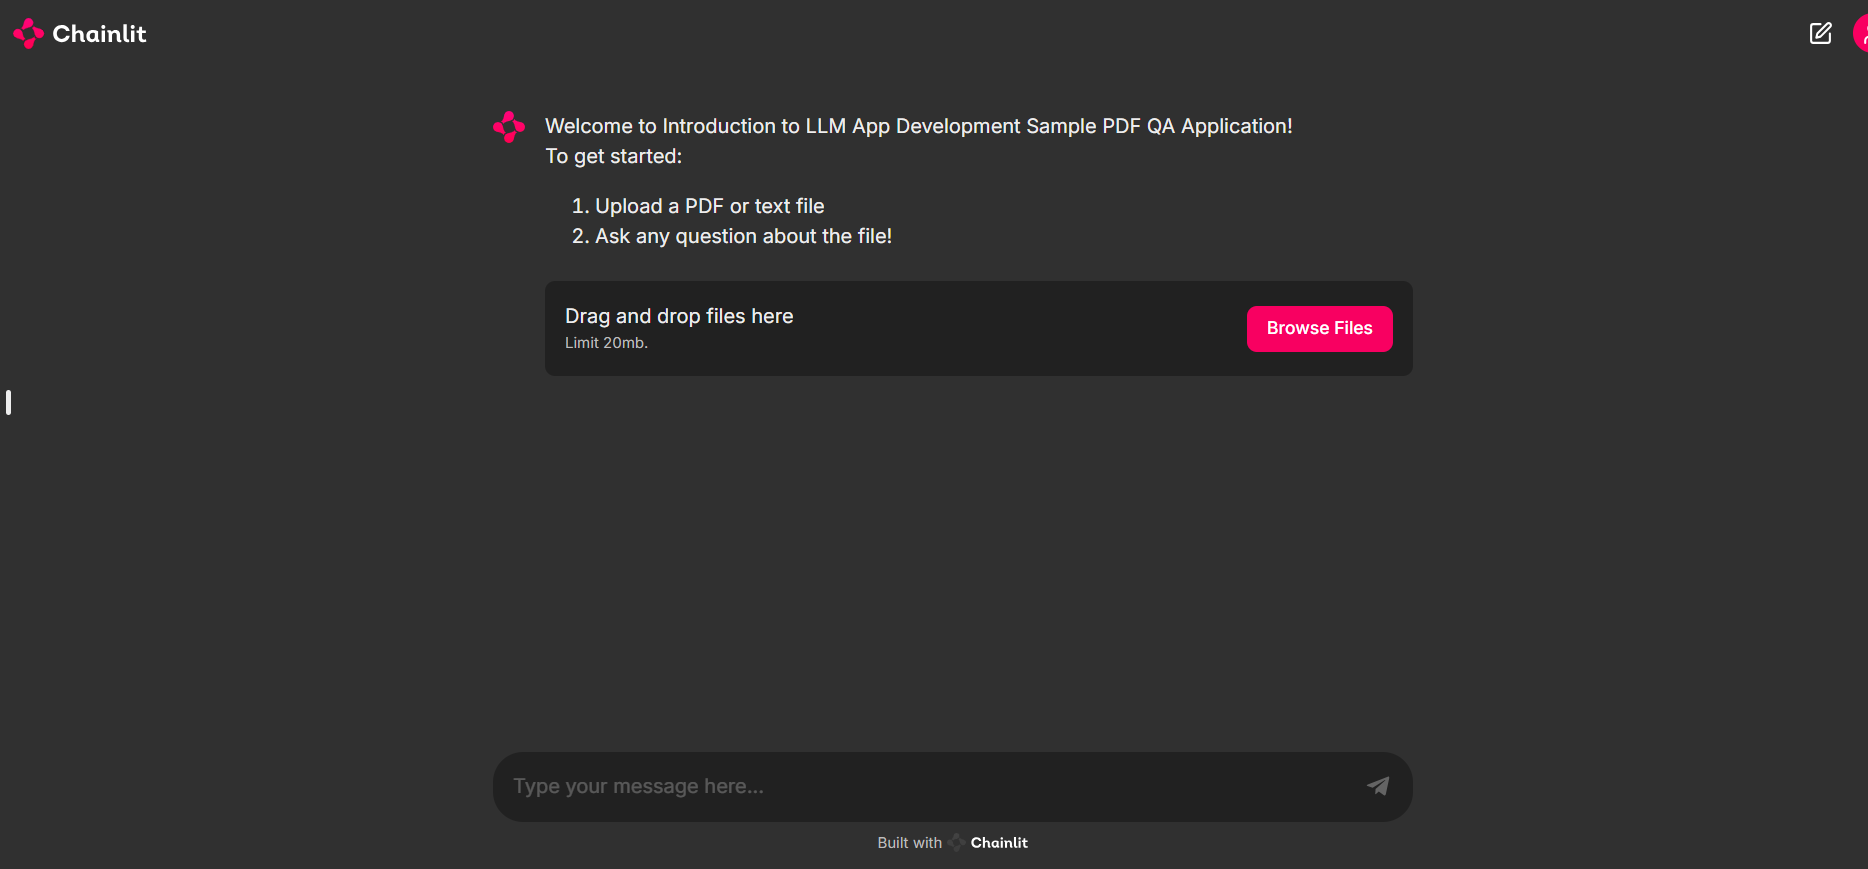 Chainlit
Welcome to Introduction to LLM App Development Sample PDF QA Application!
To get started:
1. Upload a PDF or text file
2. Ask any question about the file!
Drag and drop files here
Limit 20mb.
Browse Files
Type your message here...
Built with Chainlit